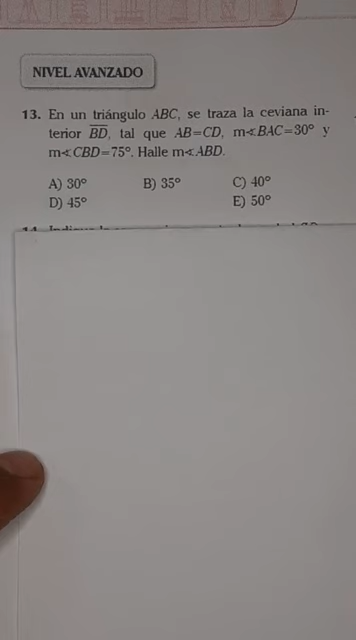 NIVEL AVANZADO
13. En un triángulo ABC, se traza la ceviana in-
terior BD, tal que AB=CD, m∢BAC=30° y
m∢CBD=75°. Halle m∢ABD.
A) 30° B) 35° C) 40°
D) 45° E) 50°